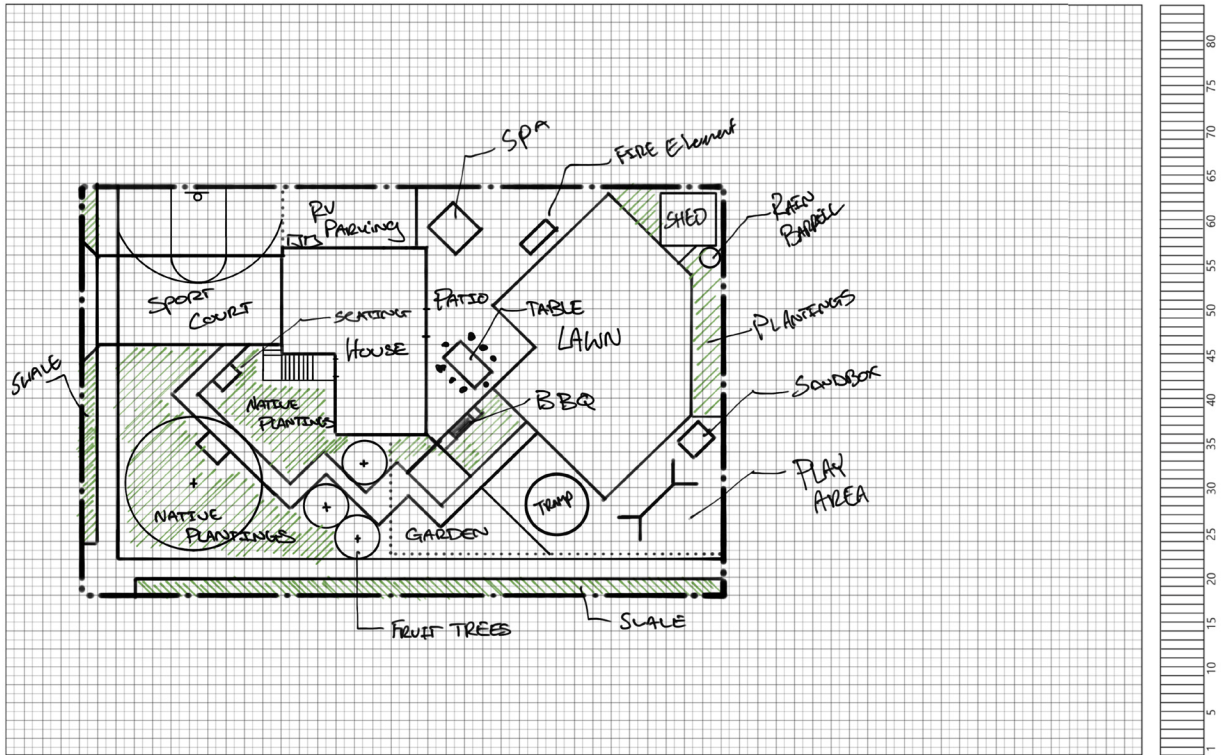 SPA
FIRE Element
RV
PARKING
SHED
RAIN
BARREL
SPORT
COURT
PATIO
TABLE
SEATING
HOUSE
LAWN
PLANTINGS
SWALE
NATIVE
PLANTINGS
BBQ
SANDBOX
PLAY
AREA
TRAMP
NATIVE
PLANTINGS
GARDEN
FRUIT TREES
SWALE
80
75
70
65
60
55
50
45
40
35
30
25
20
15
10
5
1